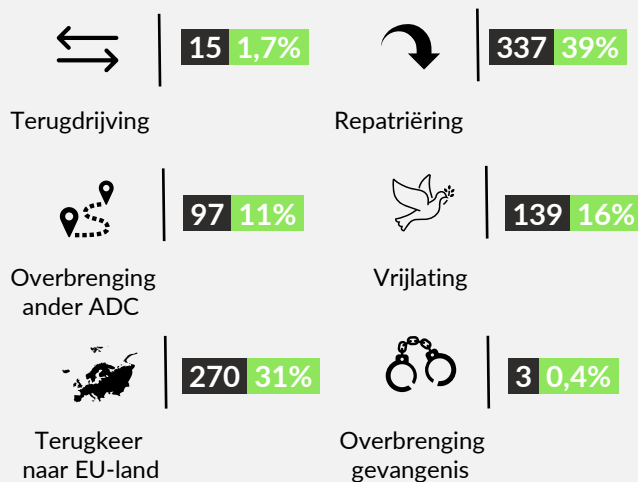 15 1,7%
Terugdrijving
337 39%
Repatriëring
97 11%
Overbrenging
ander ADC
139 16%
Vrijlating
270 31%
Terugkeer
naar EU-land
3 0,4%
Overbrenging
gevangenis